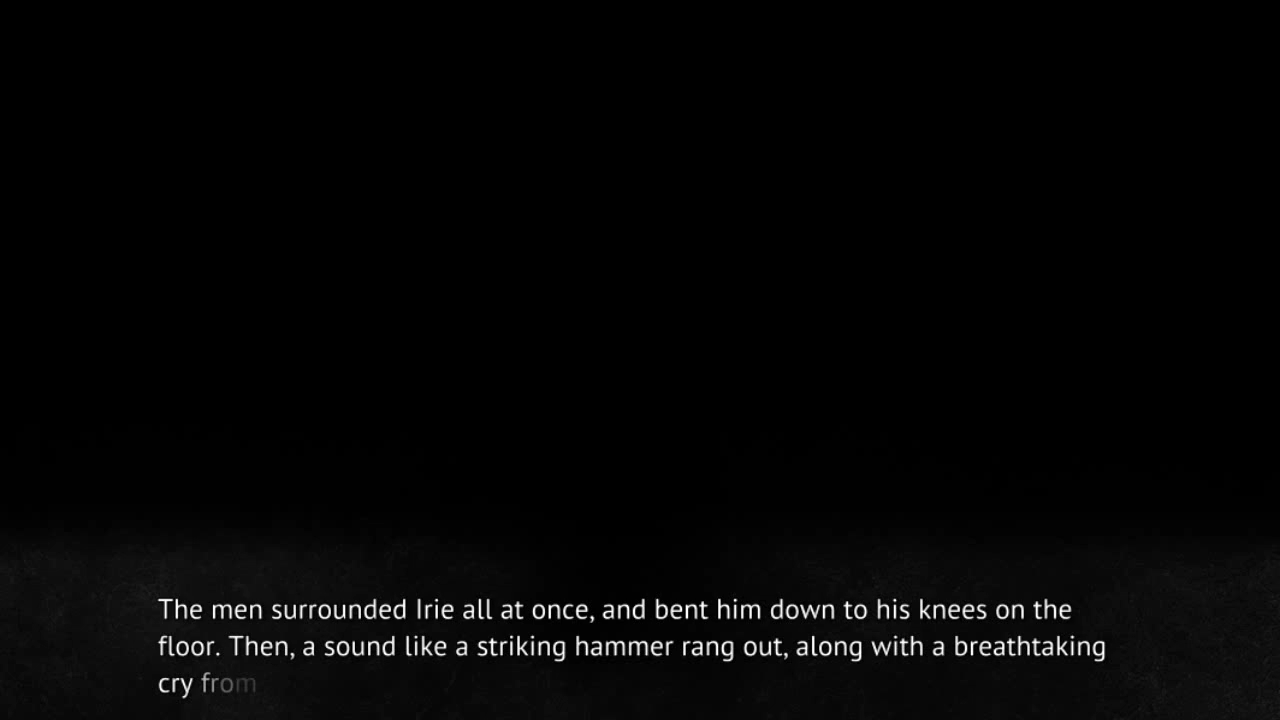 The men surrounded Irie all at once, and bent him down to his knees on the
floor. Then, a sound like a striking hammer rang out, along with a breathtaking
cry from